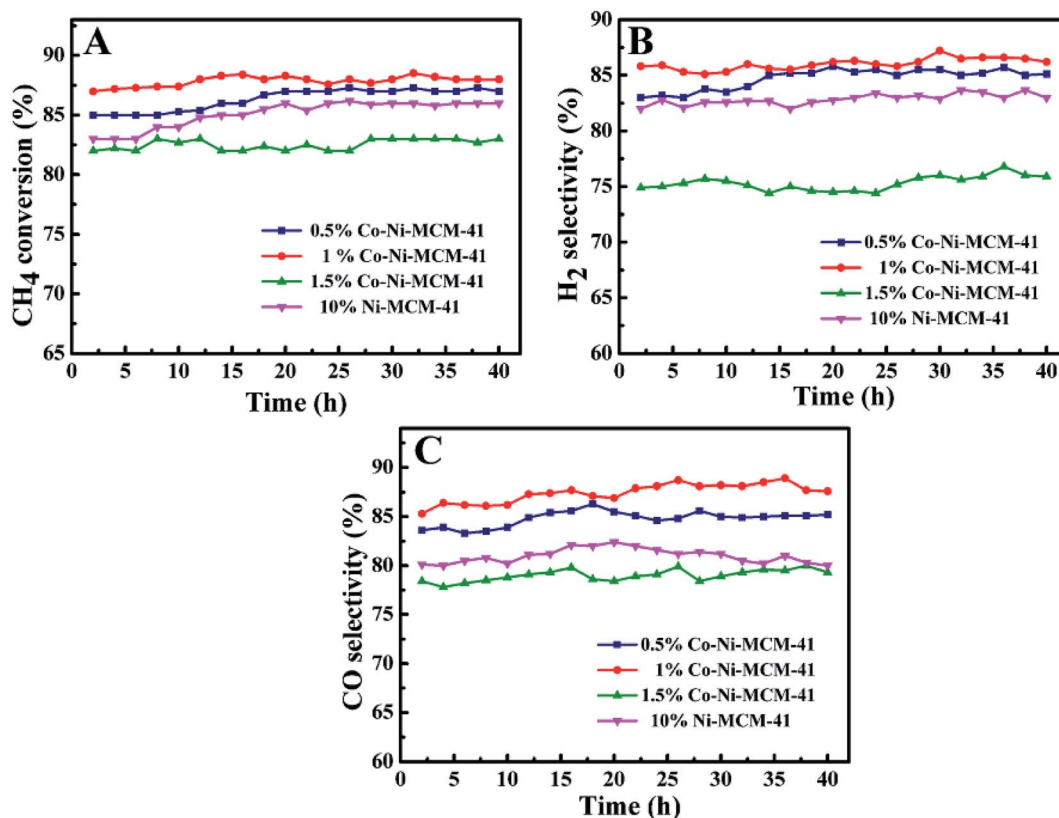 A
CH4 conversion (%)
90
85
80
75
70
65
0.5% Co-Ni-MCM-41
1 % Co-Ni-MCM-41
1.5% Co-Ni-MCM-41
10% Ni-MCM-41
0 5 10 15 20 25 30 35 40
Time (h)
B
H2 selectivity (%)
90
85
80
75
70
65
60
0.5% Co-Ni-MCM-41
1% Co-Ni-MCM-41
1.5% Co-Ni-MCM-41
10% Ni-MCM-41
0 5 10 15 20 25 30 35 40
Time (h)
C
CO selectivity (%)
90
85
80
75
70
65
60
0.5% Co-Ni-MCM-41
1% Co-Ni-MCM-41
1.5% Co-Ni-MCM-41
10% Ni-MCM-41
0 5 10 15 20 25 30 35 40
Time (h)